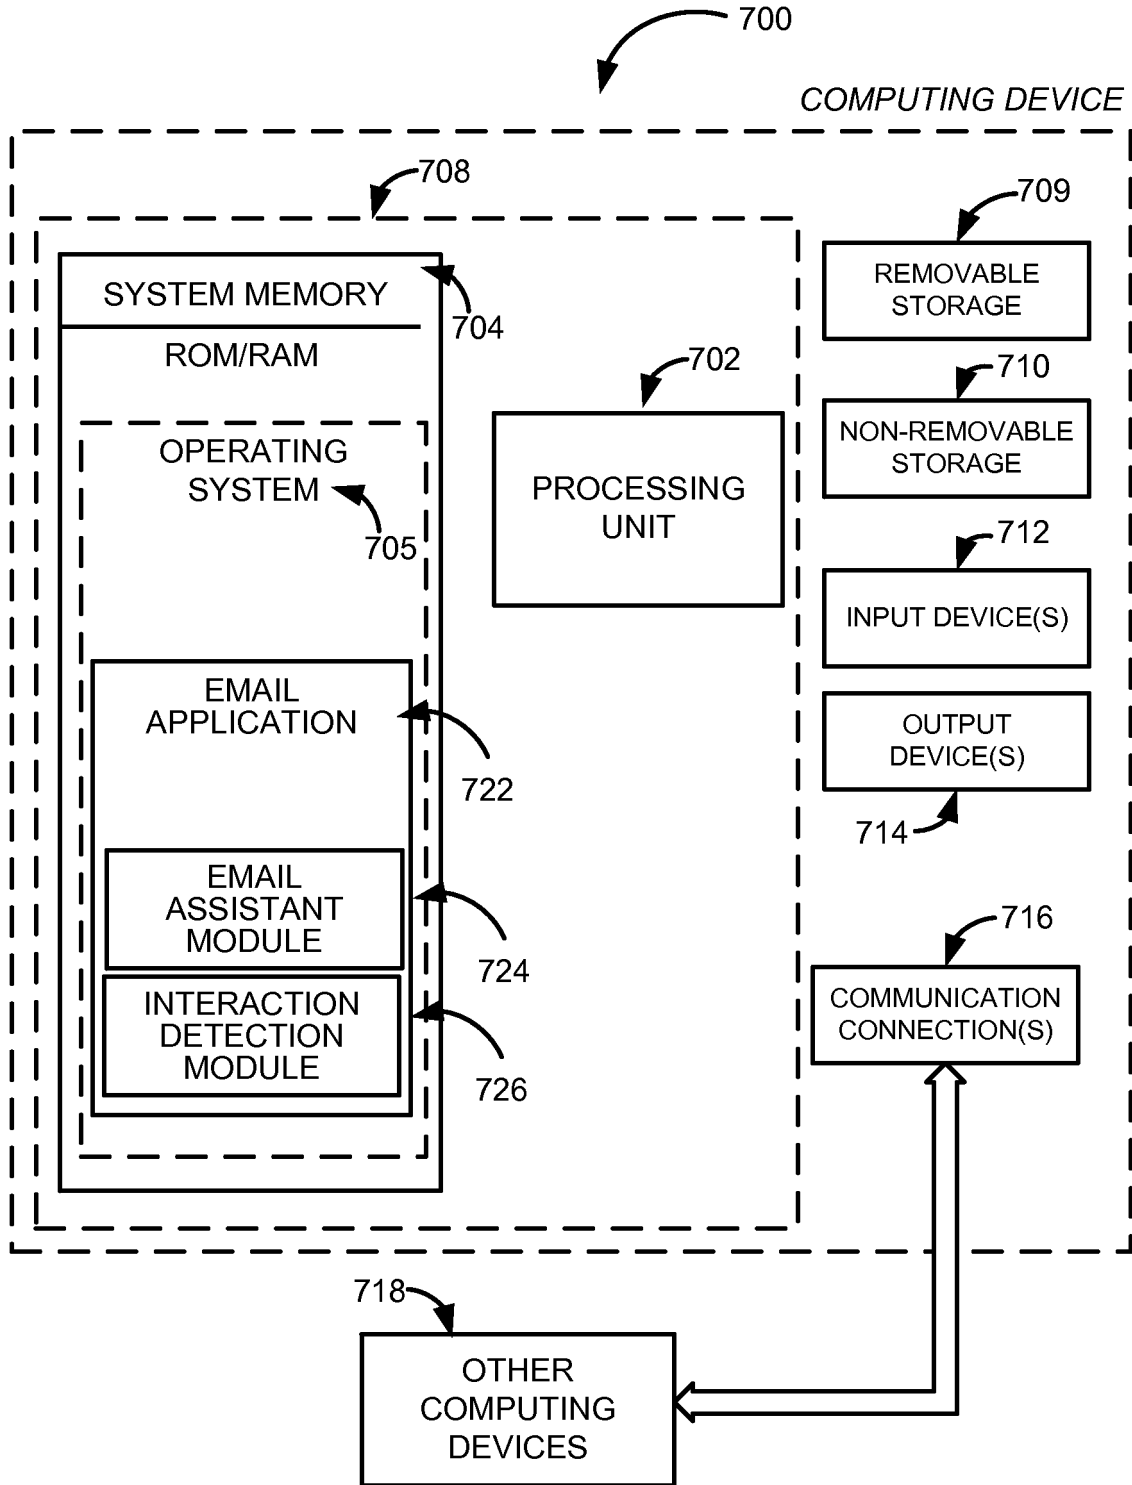 700
COMPUTING DEVICE
708
709
SYSTEM MEMORY
704
ROM/RAM
REMOVABLE
STORAGE
702
710
OPERATING
SYSTEM
705
PROCESSING
UNIT
NON-REMOVABLE
STORAGE
712
INPUT DEVICE(S)
EMAIL
APPLICATION
722
OUTPUT
DEVICE(S)
714
EMAIL
ASSISTANT
MODULE
724
716
INTERACTION
DETECTION
MODULE
726
COMMUNICATION
CONNECTION(S)
718
OTHER
COMPUTING
DEVICES